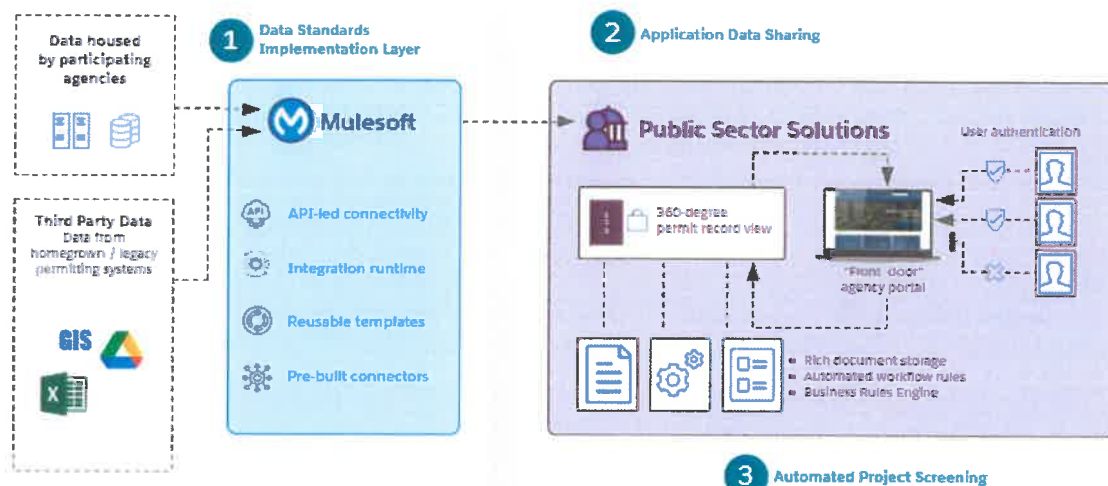 Data housed
by participating
agencies
Third Party Data
Data from
homegrown / legacy
permitting systems
GIS
X
1
Data Standards
Implementation Layer
Mulesoft
API
API-led connectivity
Integration runtime
Reusable templates
Pre-built connectors
2
Application Data Sharing
Public Sector Solutions
User authentication
360-degree
permit record view
"Front door"
agency portal
Rich document storage
Automated workflow rules
Business Rules Engine
3
Automated Project Screening